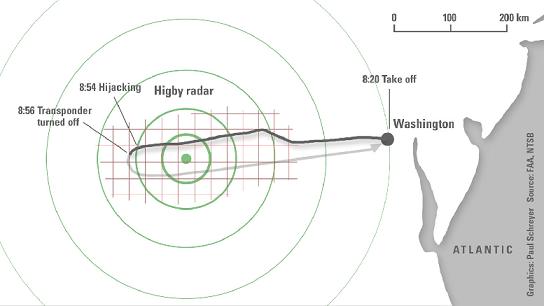 0 100 200 km
8:20 Take off
8:54 Hijacking
Higby radar
8:56 Transponder
turned off
Washington
ATLANTIC
Graphics: Paul Schreyer Source: FAA, NTSB